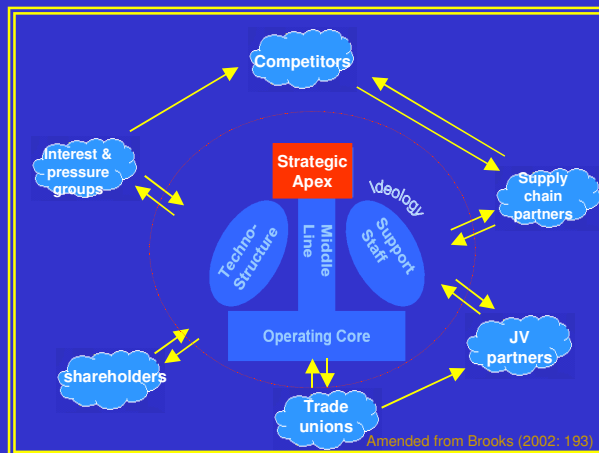 Competitors
Interest &
pressure
groups
Strategic
Apex
Ideology
Supply
chain
partners
Techno-
Structure
Middle
Line
Support
Staff
Operating Core
JV
partners
shareholders
Trade
unions
Amended from Brooks (2002: 193)